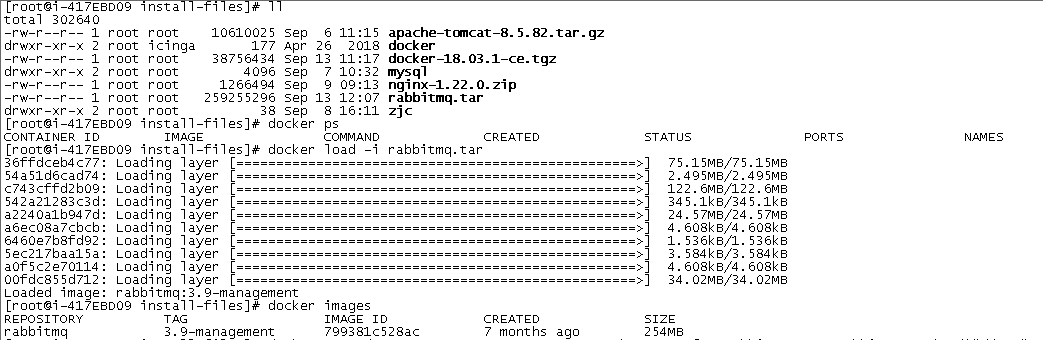 [root@i-417EBD09 install-files]# ll
total 302640
-rw-r--r-- 1 root root    10610025 Sep  6 11:15 apache-tomcat-8.5.82.tar.gz
drwxr-xr-x 2 root icinga       177 Apr 26  2018 docker
-rw-r--r-- 1 root root    38756434 Sep 13 11:17 docker-18.03.1-ce.tgz
drwxr-xr-x 2 root root        4096 Sep  7 10:32 mysql
-rw-r--r-- 1 root root     1266494 Sep  9 09:13 nginx-1.22.0.zip
-rw-r--r-- 1 root root   259255296 Sep 13 12:07 rabbitmq.tar
drwxr-xr-x 2 root root          38 Sep  8 16:11 zjc
[root@i-417EBD09 install-files]# docker ps
CONTAINER ID        IMAGE               COMMAND             CREATED             STATUS              PORTS               NAMES
[root@i-417EBD09 install-files]# docker load -i rabbitmq.tar
36ffdceb4c77: Loading layer [==================================================>]  75.15MB/75.15MB
54a51d6cad74: Loading layer [==================================================>]  2.495MB/2.495MB
c743cffd2b09: Loading layer [==================================================>]  122.6MB/122.6MB
542a21283c3d: Loading layer [==================================================>]  345.1kB/345.1kB
a2240a1b947d: Loading layer [==================================================>]  24.57MB/24.57MB
a6ec08a7cbcb: Loading layer [==================================================>]  4.608kB/4.608kB
6460e7b8fd92: Loading layer [==================================================>]  1.536kB/1.536kB
5ec217baa15a: Loading layer [==================================================>]  3.584kB/3.584kB
a0f5c2e70114: Loading layer [==================================================>]  4.608kB/4.608kB
00fdc855d712: Loading layer [==================================================>]  34.02MB/34.02MB
Loaded image: rabbitmq:3.9-management
[root@i-417EBD09 install-files]# docker images
REPOSITORY          TAG                 IMAGE ID            CREATED             SIZE
rabbitmq            3.9-management      799381c528ac        7 months ago        254MB